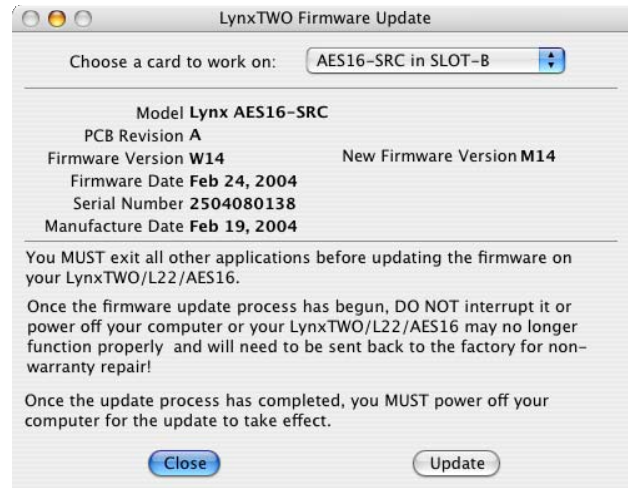 LynxTWO Firmware Update
Choose a card to work on: AES16-SRC in SLOT-B
Model Lynx AES16-SRC
PCB Revision A
Firmware Version W14 New Firmware Version M14
Firmware Date Feb 24, 2004
Serial Number 2504080138
Manufacture Date Feb 19, 2004
You MUST exit all other applications before updating the firmware on
your LynxTWO/L22/AES16.
Once the firmware update process has begun, DO NOT interrupt it or
power off your computer or your LynxTWO/L22/AES16 may no longer
function properly and will need to be sent back to the factory for non-
warranty repair!
Once the update process has completed, you MUST power off your
computer for the update to take effect.
Close Update